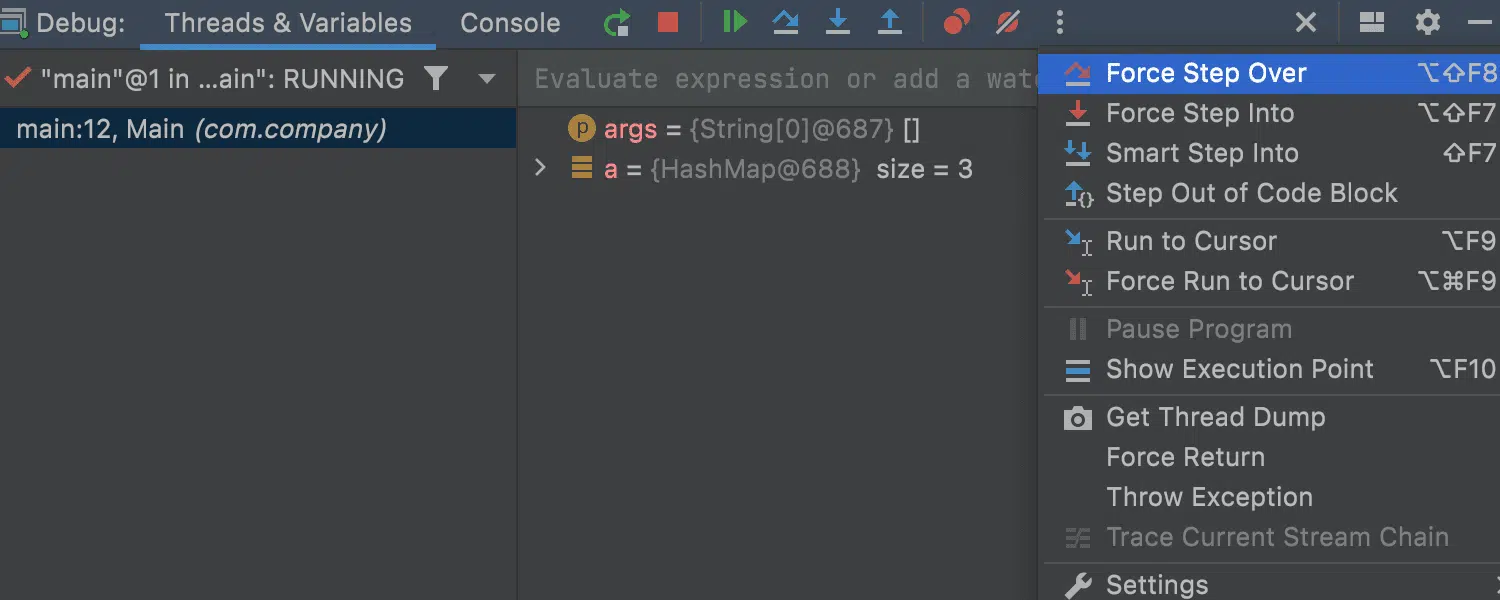 Debug: Threads & Variables Console
"main"@1 in ...ain": RUNNING
Evaluate expression or add a wat
main:12, Main (com.company)
p args = {String[0]@687} []
a = {HashMap@688} size = 3
Force Step Over ⌥⇧F8
Force Step Into ⌥⇧F7
Smart Step Into ⇧F7
Step Out of Code Block
Run to Cursor ⌥F9
Force Run to Cursor ⌥⌘F9
Pause Program
Show Execution Point ⌥F10
Get Thread Dump
Force Return
Throw Exception
Trace Current Stream Chain
Settings